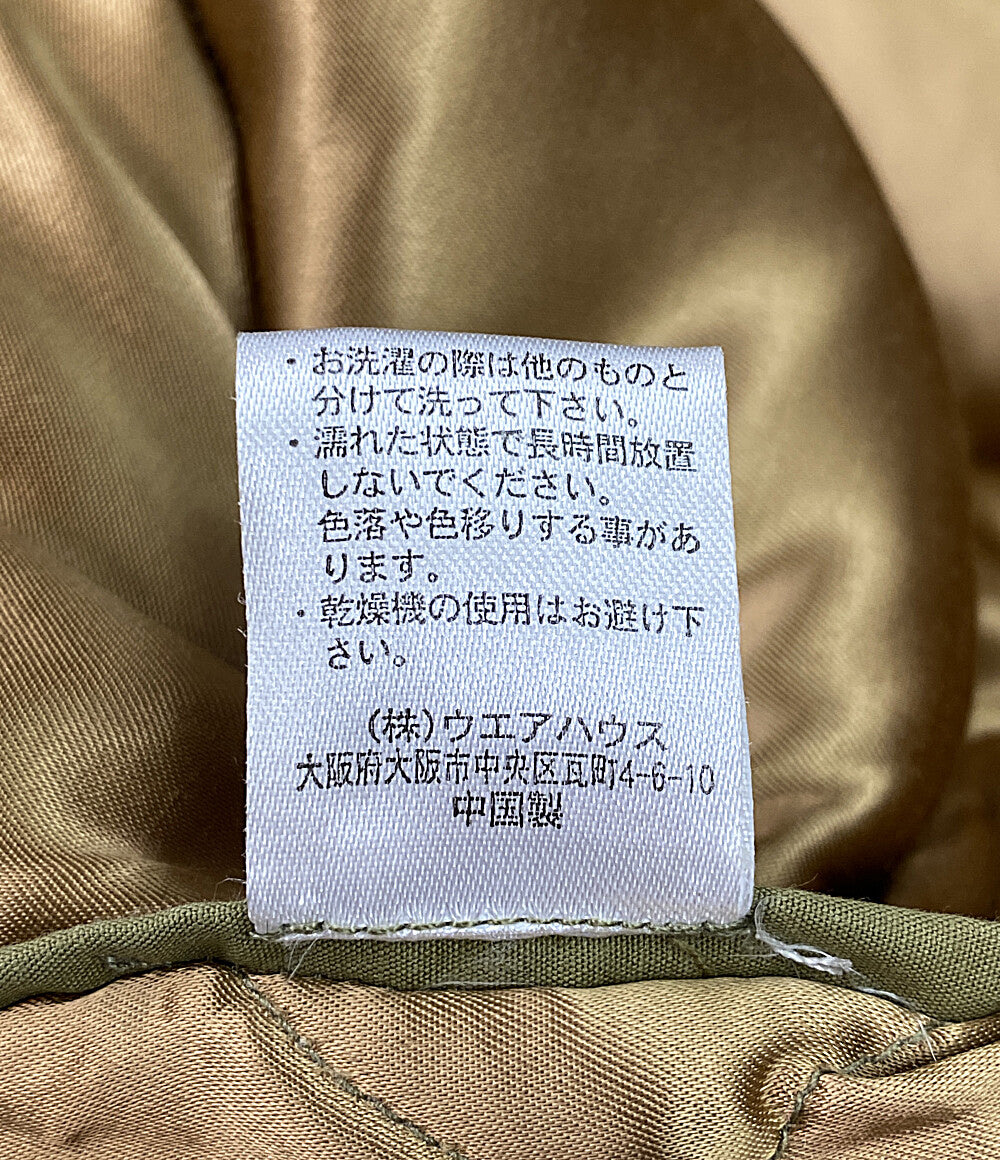 ・お洗濯の際は他のものと
分けて洗って下さい。
・濡れた状態で長時間放置
しないでください。
色落や色移りする事があ
ります。
・乾燥機の使用はお避け下
さい。
(株)ウエアハウス
大阪府大阪市中央区瓦町4-6-10
中国製